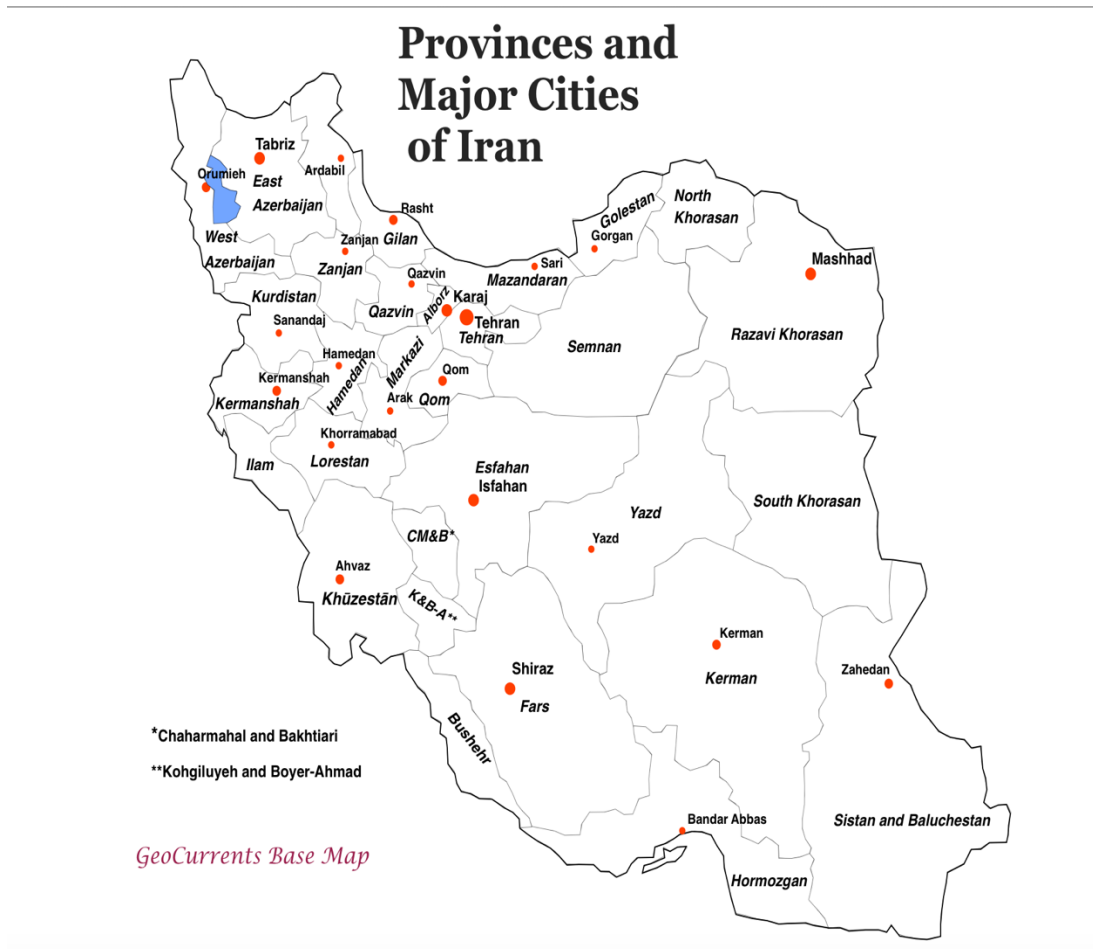 Provinces and
Major Cities
of Iran
Tabriz
Ardabil
Orumieh
East
Azerbaijan
Rasht
West
Azerbaijan
Zanjan
Gilan
Zanjan
Golestan
North
Khorasan
Gorgan
Mashhad
Sari
Mazandaran
Qazvin
Kurdistan
Karaj
Alborz
Qazvin
Sanandaj
Tehran
Tehran
Semnan
Razavi Khorasan
Hamedan
Markazi
Kermanshah
Hamedan
Qom
Kermanshah
Arak
Qom
Khorramabad
Ilam
Lorestan
Esfahan
Isfahan
South Khorasan
Yazd
CM&B*
Yazd
Ahvaz
Khūzestān
K&B-A**
Kerman
Shiraz
Zahedan
Kerman
Fars
Bushehr
*Chaharmahal and Bakhtiari
**Kohgiluyeh and Boyer-Ahmad
Bandar Abbas
Sistan and Baluchestan
GeoCurrents Base Map
Hormozgan